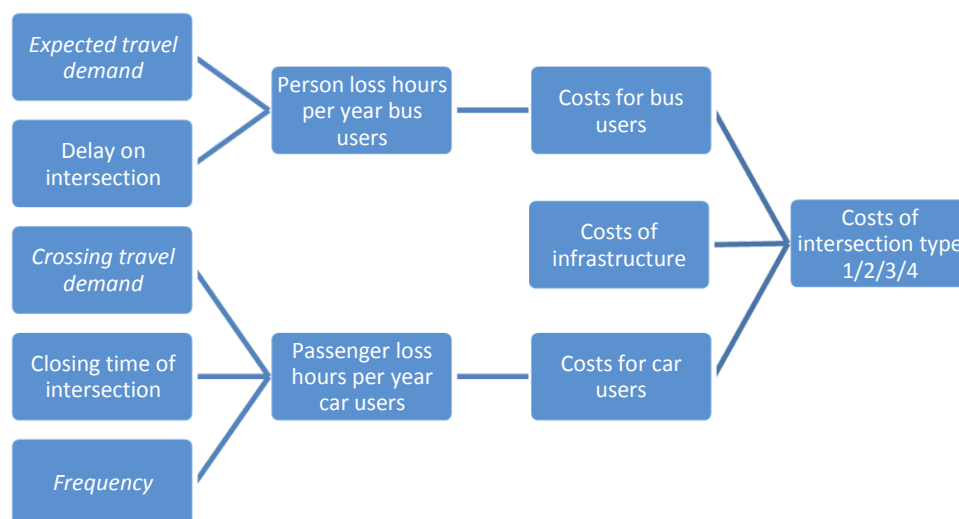 Expected travel
demand
Delay on
intersection
Crossing travel
demand
Closing time of
intersection
Frequency
Person loss hours
per year bus
users
Passenger loss
hours per year
car users
Costs for bus
users
Costs of
infrastructure
Costs for car
users
Costs of
intersection type
1/2/3/4